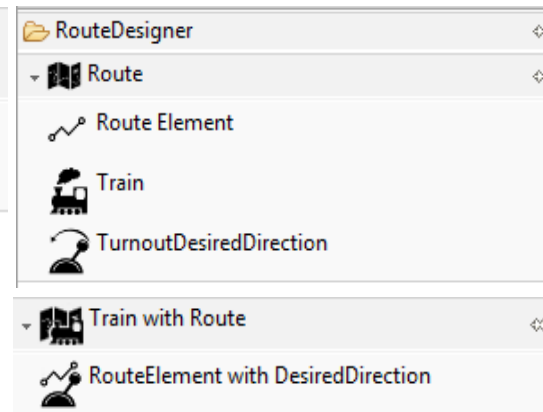 RouteDesigner
Route
Route Element
Train
TurnoutDesiredDirection
Train with Route
RouteElement with DesiredDirection